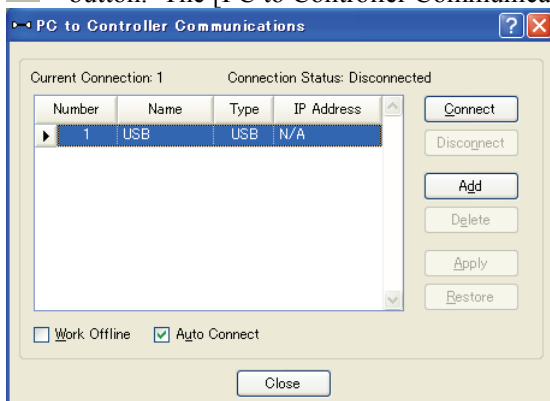 button. The [PC to Controller Communica
PC to Controller Communications
Current Connection: 1 Connection Status: Disconnected
Number Name Type IP Address
1 USB USB N/A
Connect
Disconnect
Add
Delete
Apply
Restore
Work Offline Auto Connect
Close